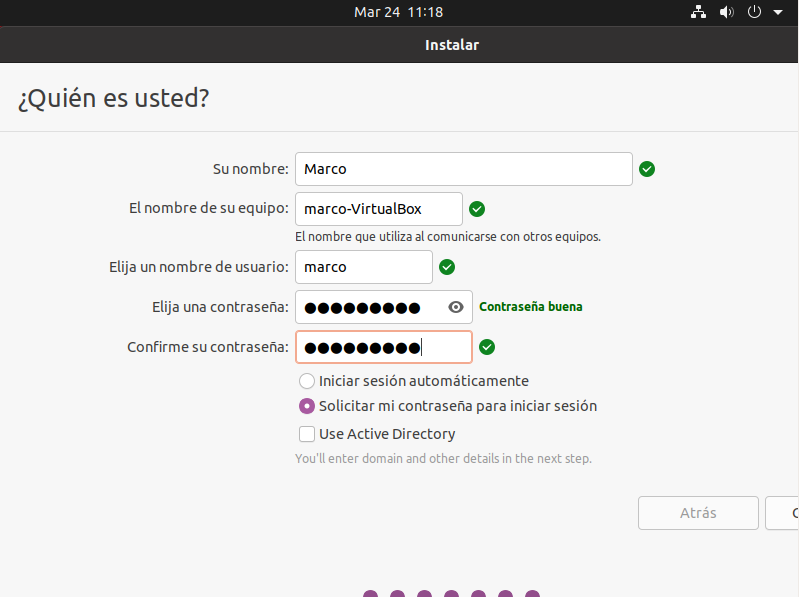 Mar 24 11:18
Instalar
¿Quién es usted?
Su nombre: Marco
El nombre de su equipo: marco-VirtualBox
El nombre que utiliza al comunicarse con otros equipos.
Elija un nombre de usuario: marco
Elija una contraseña: ●●●●●●●●● Contraseña buena
Confirme su contraseña: ●●●●●●●●●
Iniciar sesión automáticamente
Solicitar mi contraseña para iniciar sesión
Use Active Directory
You'll enter domain and other details in the next step.
Atrás